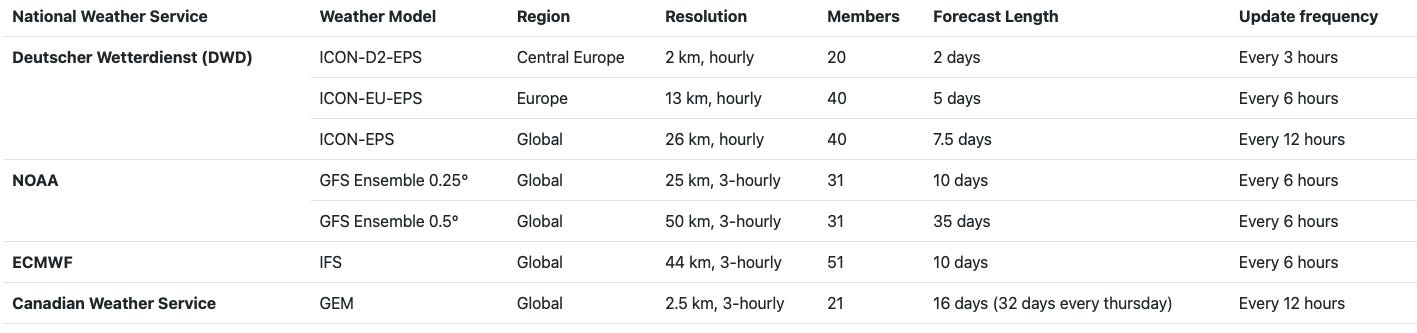 National Weather Service Weather Model Region Resolution Members Forecast Length Update frequency
Deutscher Wetterdienst (DWD) ICON-D2-EPS Central Europe 2 km, hourly 20 2 days Every 3 hours
ICON-EU-EPS Europe 13 km, hourly 40 5 days Every 6 hours
ICON-EPS Global 26 km, hourly 40 7.5 days Every 12 hours
NOAA GFS Ensemble 0.25° Global 25 km, 3-hourly 31 10 days Every 6 hours
GFS Ensemble 0.5° Global 50 km, 3-hourly 31 35 days Every 6 hours
ECMWF IFS Global 44 km, 3-hourly 51 10 days Every 6 hours
Canadian Weather Service GEM Global 2.5 km, 3-hourly 21 16 days (32 days every thursday) Every 12 hours